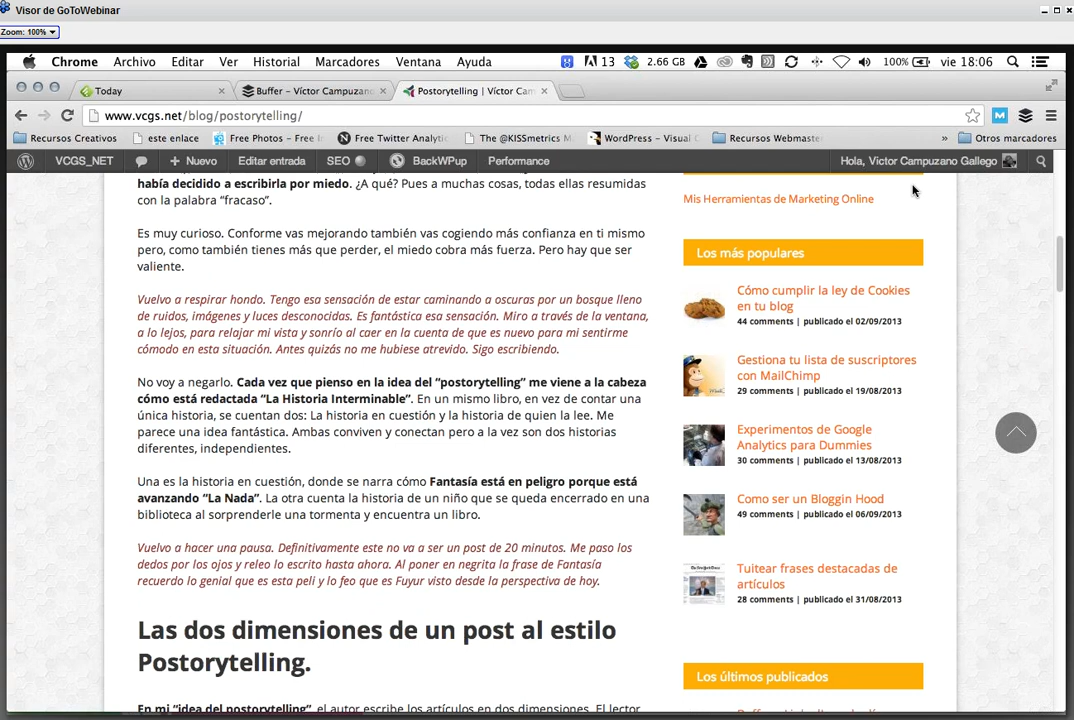 Visor de GoToWebinar
Zoom: 100%
Chrome Archivo Editar Ver Historial Marcadores Ventana Ayuda 13 2.66 GB 100% vie 18:06
Today
Buffer – Víctor Campuzano
Postorytelling | Víctor Cam
www.vcgs.net/blog/postorytelling/
Recursos Creativos este enlace Free Photos - Free Free Twitter Analytic The @KISSmetrics M WordPress - Visual Recursos Webmaster » Otros marcadores
VCGS_NET + Nuevo Editar entrada SEO BackWPup Performance Hola, Victor Campuzano Gallego
había decidido a escribirla por miedo. ¿A qué? Pues a muchas cosas, todas ellas resumidas
con la palabra “fracaso”.
Es muy curioso. Conforme vas mejorando también vas cogiendo más confianza en ti mismo
pero, como también tienes más que perder, el miedo cobra más fuerza. Pero hay que ser
valiente.
Vuelvo a respirar hondo. Tengo esa sensación de estar caminando a oscuras por un bosque lleno
de ruidos, imágenes y luces desconocidas. Es fantástica esa sensación. Miro a través de la ventana,
a lo lejos, para relajar mi vista y sonrío al caer en la cuenta de que es nuevo para mi sentirme
cómodo en esta situación. Antes quizás no me hubiese atrevido. Sigo escribiendo.
No voy a negarlo. Cada vez que pienso en la idea del “postorytelling” me viene a la cabeza
cómo está redactada “La Historia Interminable”. En un mismo libro, en vez de contar una
única historia, se cuentan dos: La historia en cuestión y la historia de quien la lee. Me
parece una idea fantástica. Ambas conviven y conectan pero a la vez son dos historias
diferentes, independientes.
Una es la historia en cuestión, donde se narra cómo Fantasía está en peligro porque está
avanzando “La Nada”. La otra cuenta la historia de un niño que se queda encerrado en una
biblioteca al sorprenderle una tormenta y encuentra un libro.
Vuelvo a hacer una pausa. Definitivamente este no va a ser un post de 20 minutos. Me paso los
dedos por los ojos y releo lo escrito hasta ahora. Al poner en negrita la frase de Fantasía
recuerdo lo genial que es esta peli y lo feo que es Fuyur visto desde la perspectiva de hoy.
Las dos dimensiones de un post al estilo
Postorytelling.
En mi “idea del postorytelling”, el autor escribe los artículos en dos dimensiones. El lector
Mis Herramientas de Marketing Online
Los más populares
Cómo cumplir la ley de Cookies
en tu blog
44 comments | publicado el 02/09/2013
Gestiona tu lista de suscriptores
con MailChimp
29 comments | publicado el 19/08/2013
Experimentos de Google
Analytics para Dummies
30 comments | publicado el 13/08/2013
Como ser un Bloggin Hood
49 comments | publicado el 06/09/2013
Tuitear frases destacadas de
artículos
28 comments | publicado el 31/08/2013
Los últimos publicados